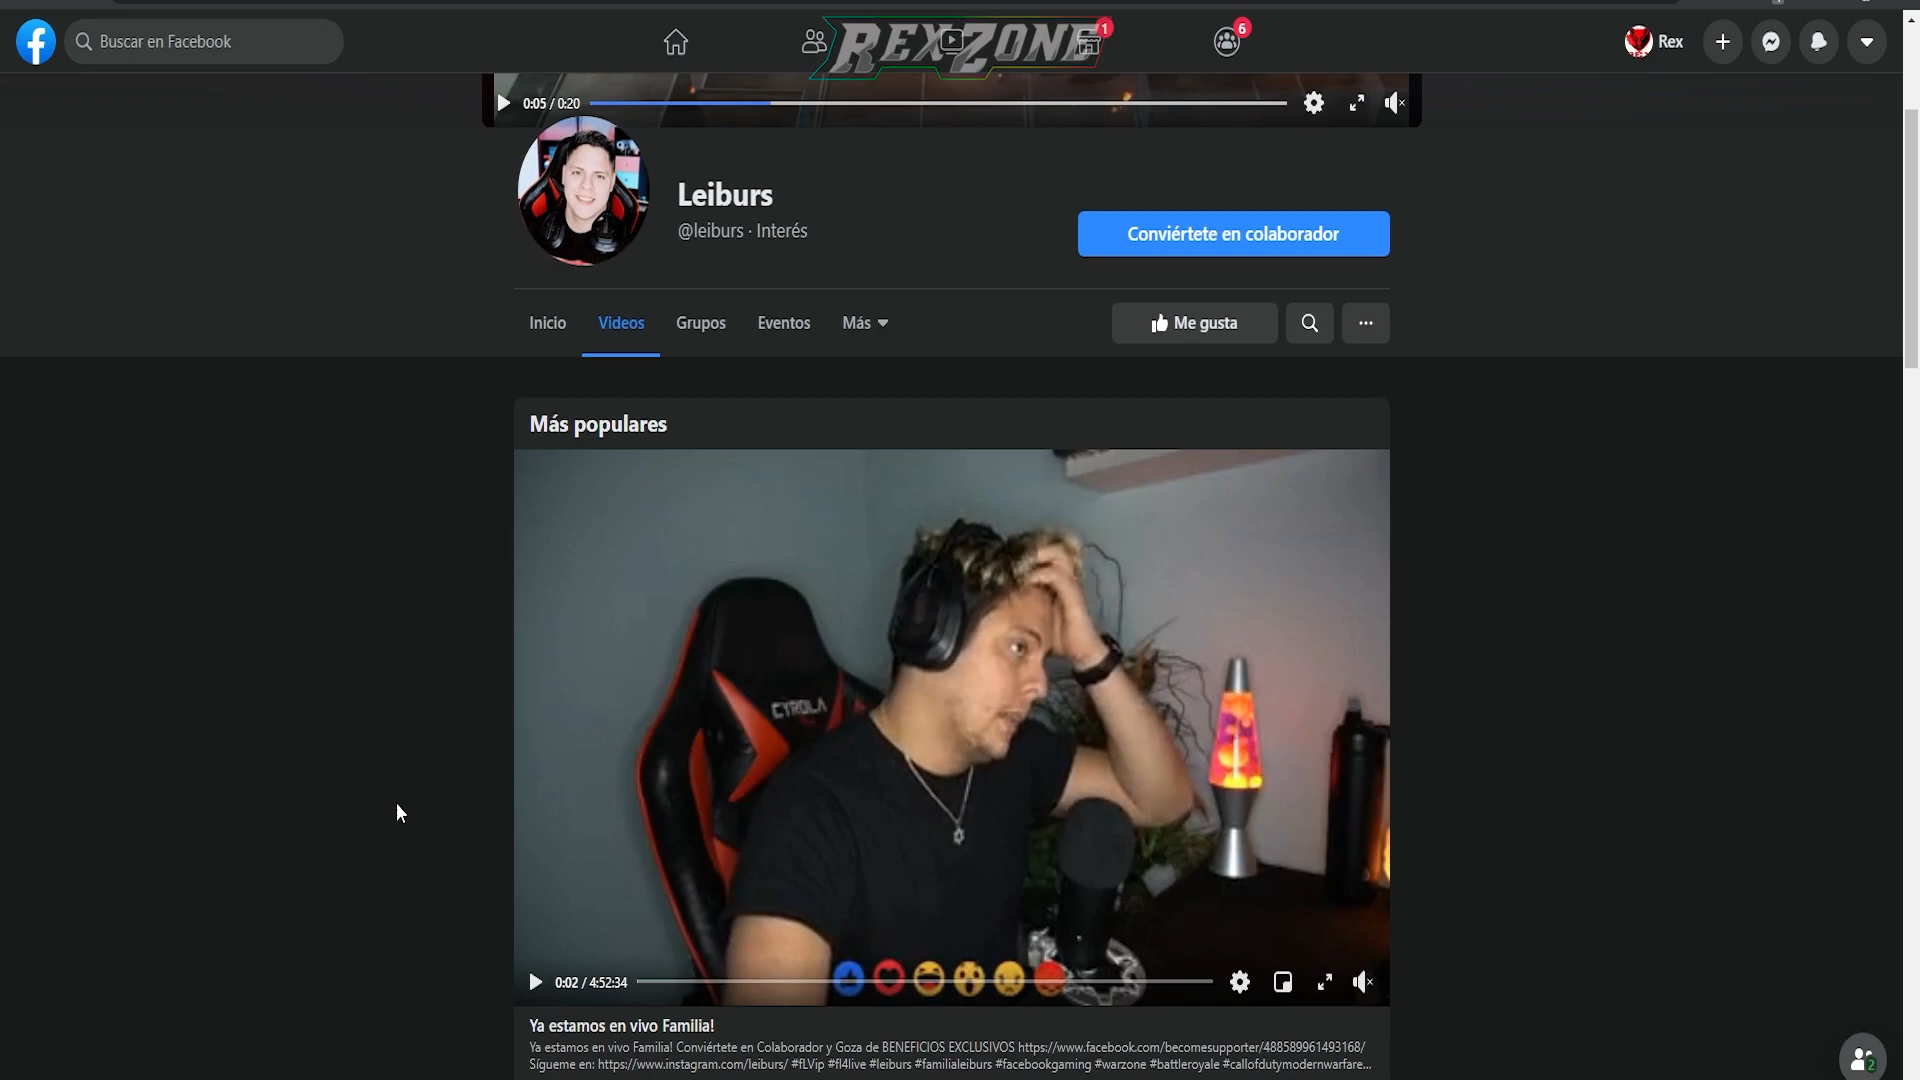 Buscar en Facebook
REXZONE
1
6
Rex
0:05 / 0:20
Leiburs
@leiburs · Interés
Conviértete en colaborador
Inicio
Videos
Grupos
Eventos
Más
Me gusta
Más populares
CYROLA
0:02 / 4:52:34
Ya estamos en vivo Familia!
Ya estamos en vivo Familia! Conviértete en Colaborador y Goza de BENEFICIOS EXCLUSIVOS https://www.facebook.com/becomesupporter/488589961493168/
Sígueme en: https://www.instagram.com/leiburs/ #fLVip #fl4live #leiburs #familialeiburs #facebookgaming #warzone #battleroyale #callofdutymodernwarfare...
2